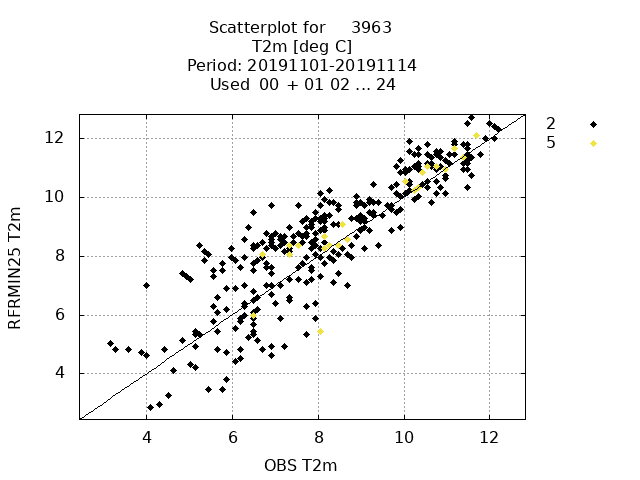 Scatterplot for 3963
T2m [deg C]
Period: 20191101-20191114
Used 00 + 01 02 ... 24
2
5
RFRMIN25 T2m
12
10
8
6
4
4 6 8 10 12
OBS T2m